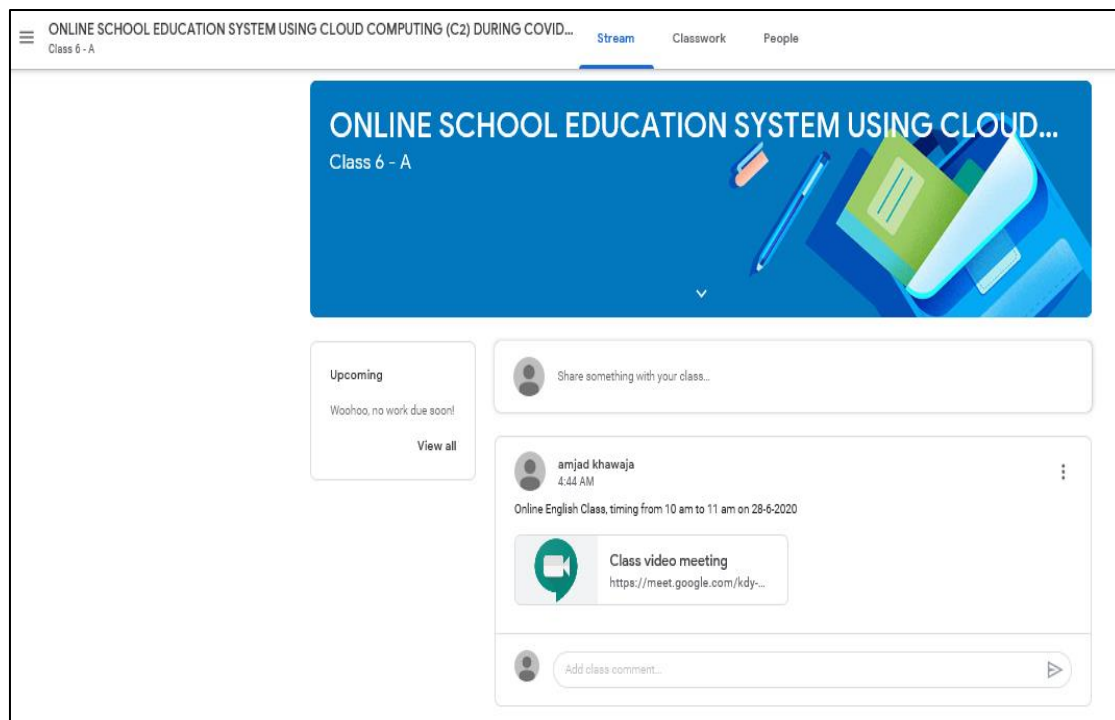 ONLINE SCHOOL EDUCATION SYSTEM USING CLOUD COMPUTING (C2) DURING COVID...
Class 6 - A
Stream Classwork People
ONLINE SCHOOL EDUCATION SYSTEM USING CLOUD...
Class 6 - A
Upcoming
Woohoo, no work due soon!
View all
Share something with your class...
amjad khawaja
4:44 AM
Online English Class, timing from 10 am to 11 am on 28-6-2020
Class video meeting
https://meet.google.com/kdy-...
Add class comment...